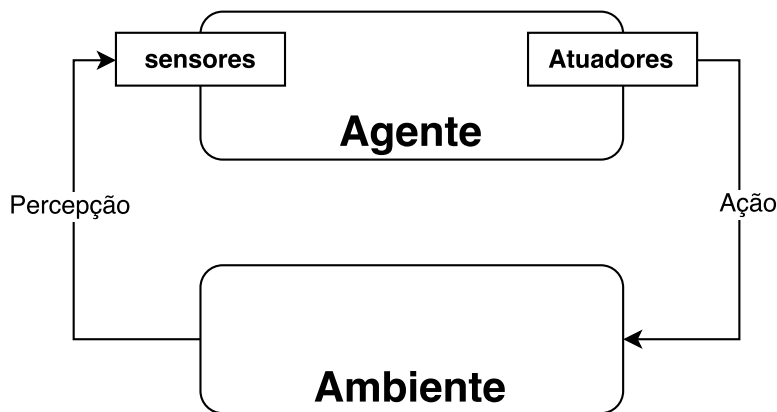 sensores
Atuadores
Agente
Percepção
Ação
Ambiente